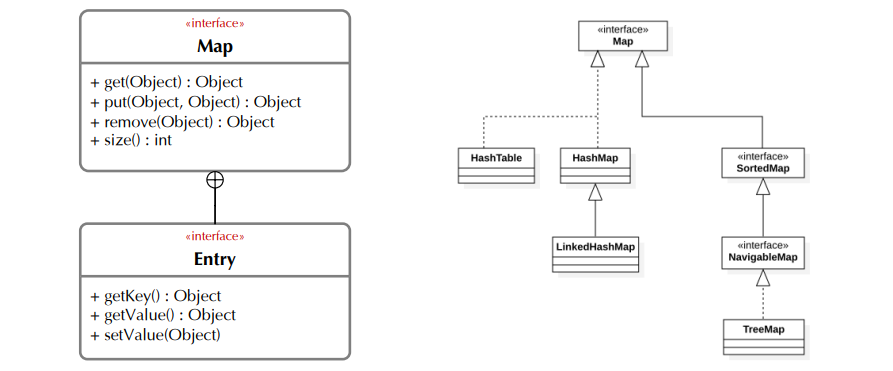 «interface»
Map
+ get(Object) : Object
+ put(Object, Object) : Object
+ remove(Object) : Object
+ size() : int
«interface»
Entry
+ getKey() : Object
+ getValue() : Object
+ setValue(Object)
«interface»
Map
HashTable
HashMap
«interface»
SortedMap
LinkedHashMap
«interface»
NavigableMap
TreeMap